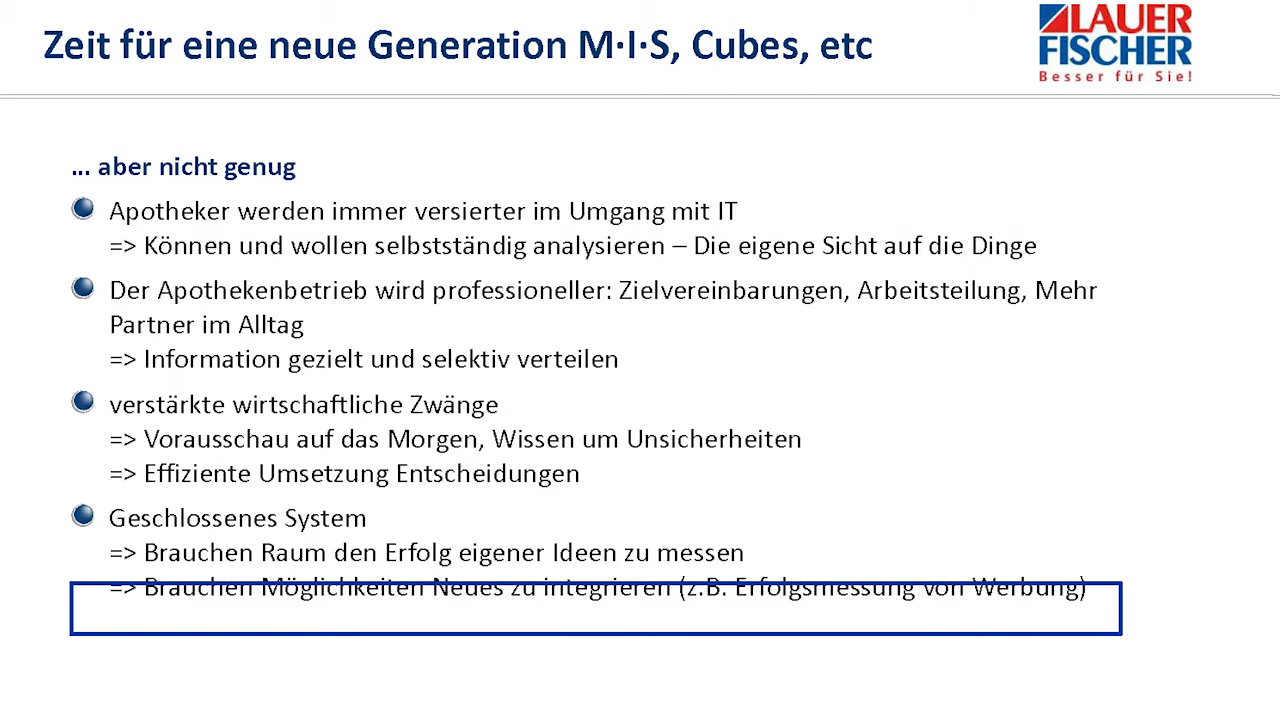 Zeit für eine neue Generation M·I·S, Cubes, etc
LAUER
FISCHER
Besser für Sie!
... aber nicht genug
Apotheker werden immer versierter im Umgang mit IT
=> Können und wollen selbstständig analysieren – Die eigene Sicht auf die Dinge
Der Apothekenbetrieb wird professioneller: Zielvereinbarungen, Arbeitsteilung, Mehr
Partner im Alltag
=> Information gezielt und selektiv verteilen
verstärkte wirtschaftliche Zwänge
=> Vorausschau auf das Morgen, Wissen um Unsicherheiten
=> Effiziente Umsetzung Entscheidungen
Geschlossenes System
=> Brauchen Raum den Erfolg eigener Ideen zu messen
=> Brauchen Möglichkeiten Neues zu integrieren (z.B. Erfolgsmessung von Werbung)